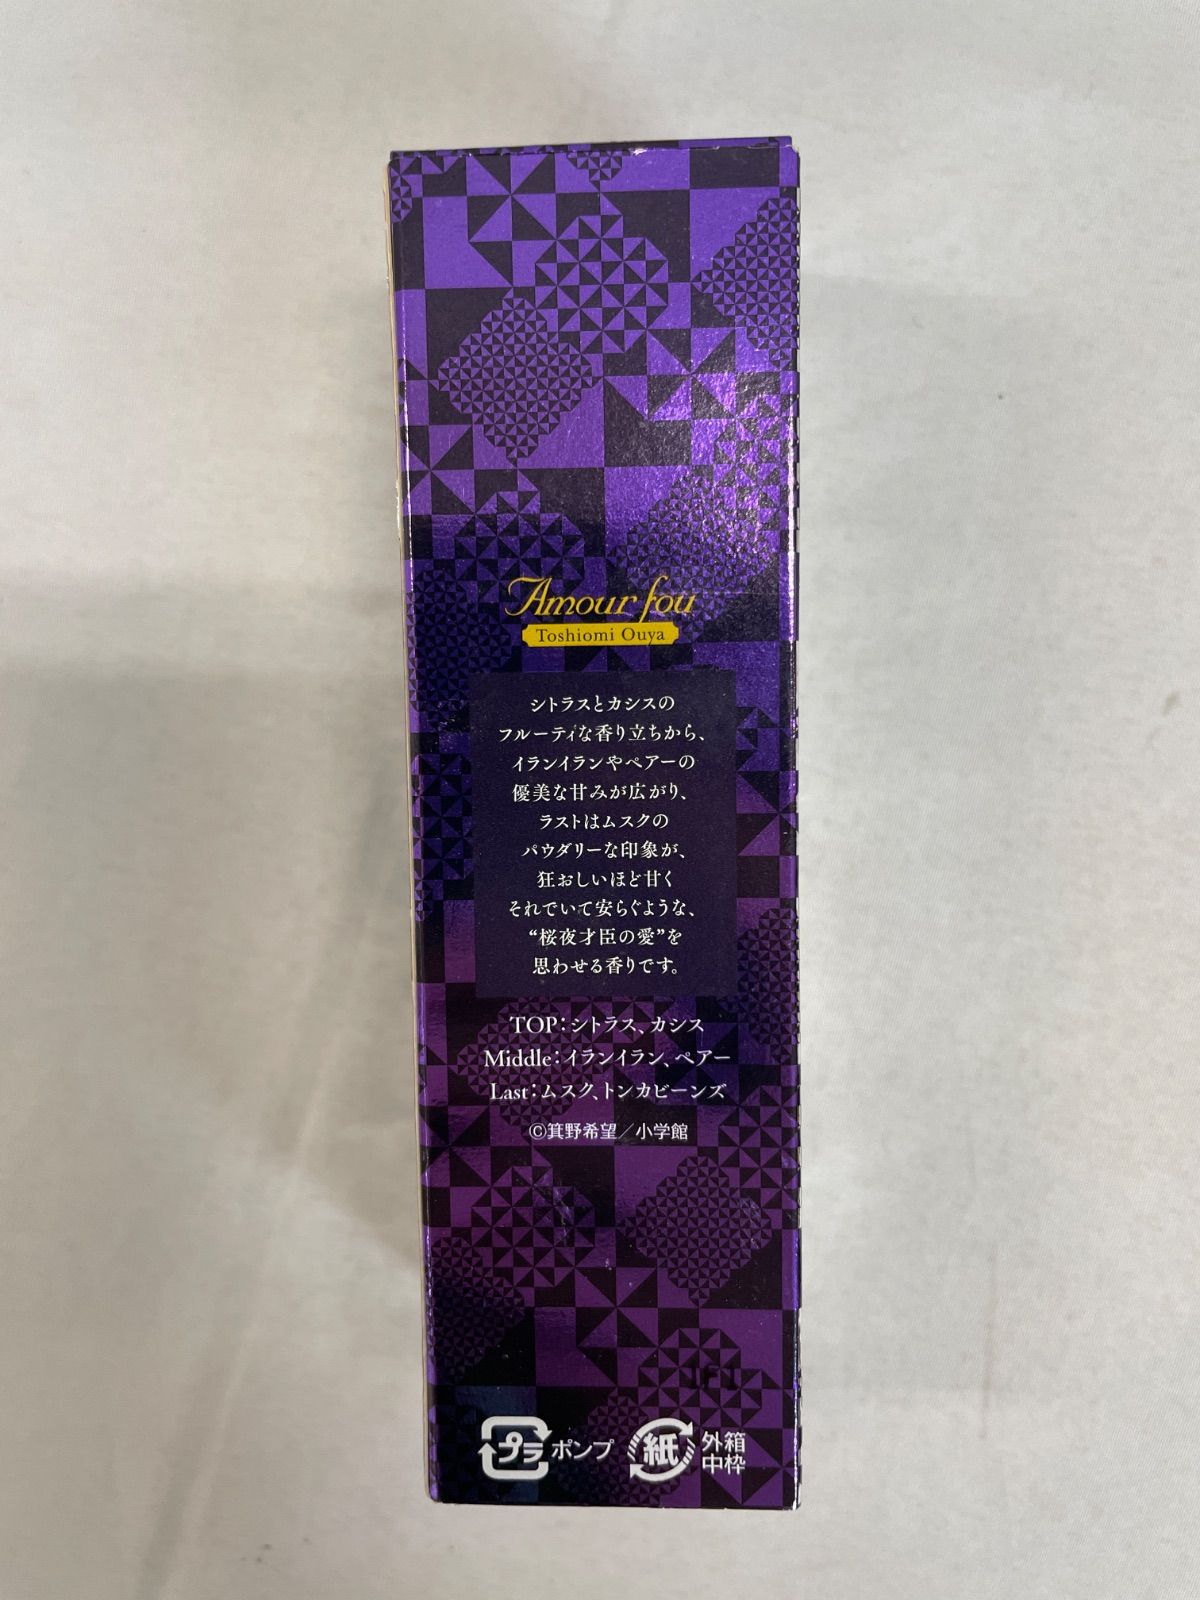 Amour fou
Toshiomi Ouya
シトラスとカシスの
フルーティな香り立ちから、
イランイランやペアーの
優美な甘みが広がり、
ラストはムスクの
パウダリーな印象が、
狂おしいほど甘く
それでいて安らぐような、
“桜夜才臣の愛”を
思わせる香りです。
TOP：シトラス、カシス
Middle：イランイラン、ペアー
Last：ムスク、トンカビーンズ
©箕野希望／小学館
1F1
プラ ポンプ 紙 外箱
中枠